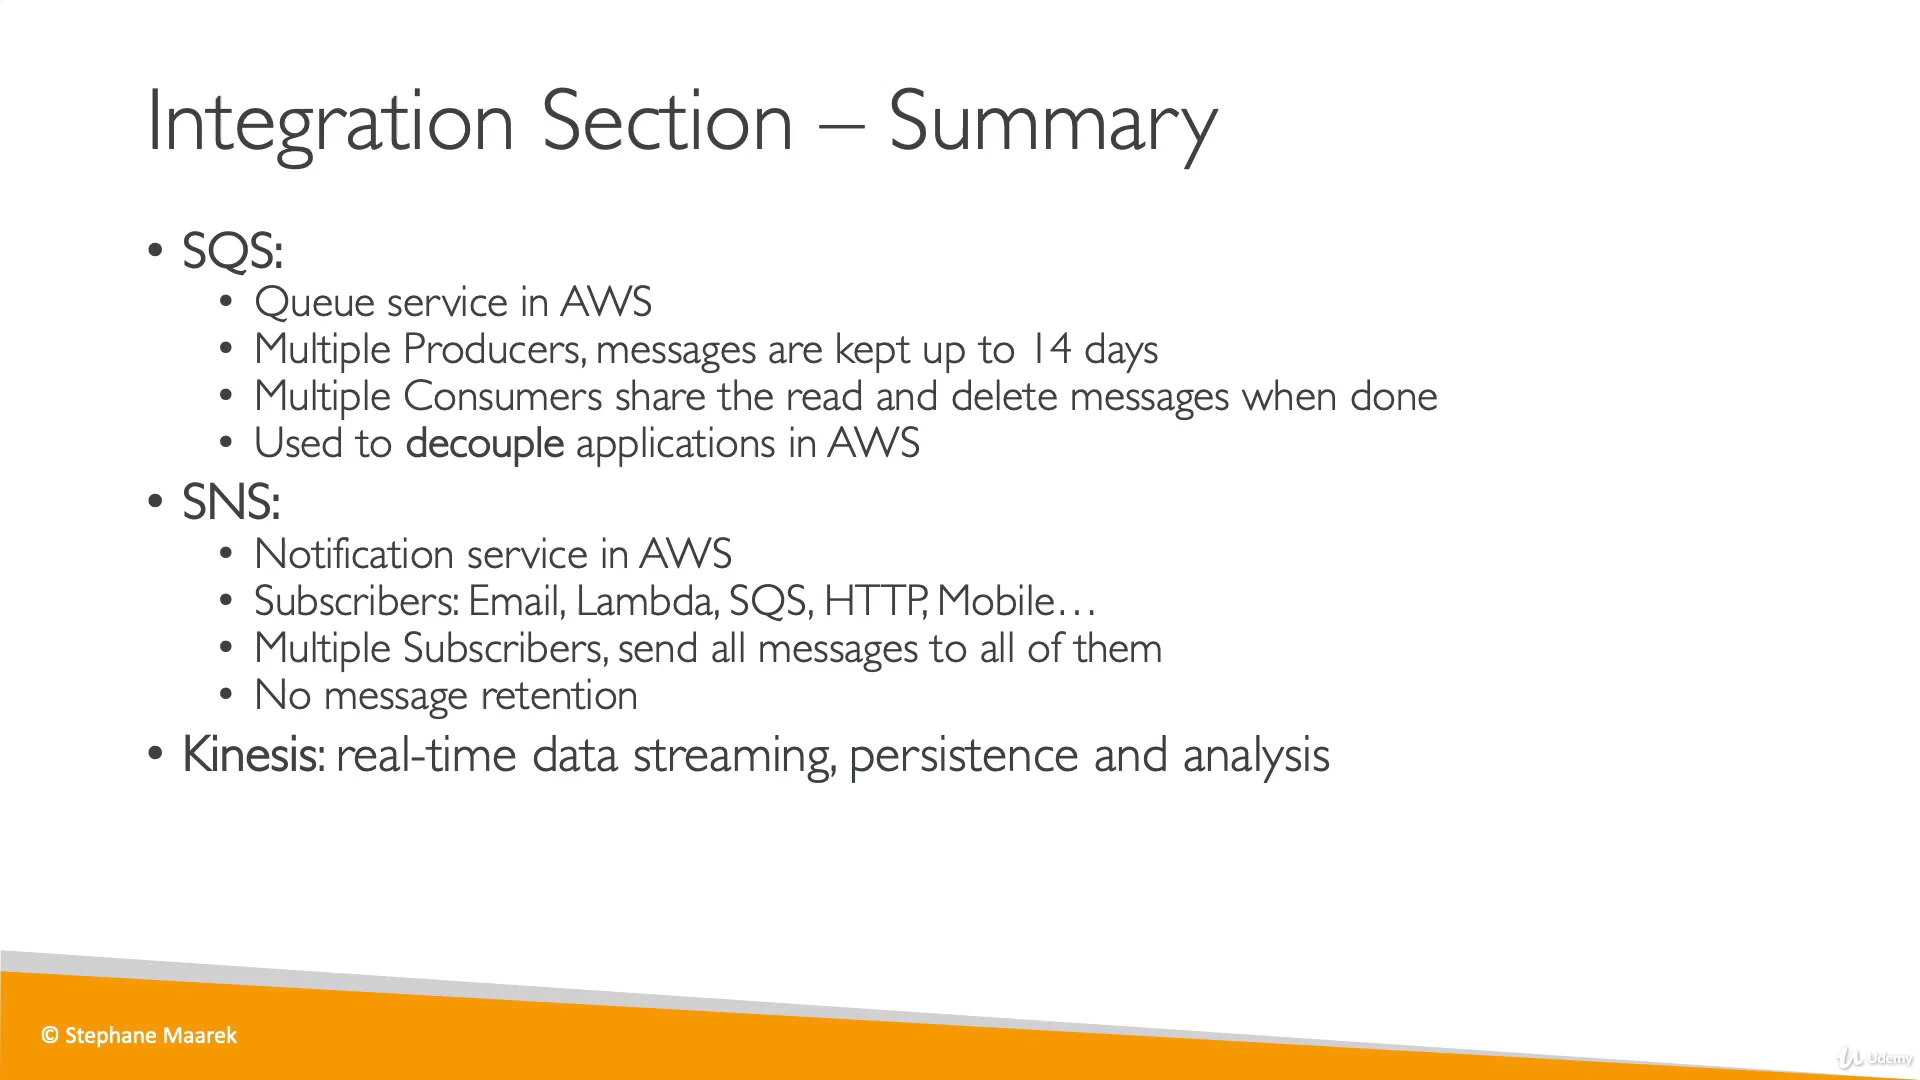 Integration Section – Summary
• SQS:
• Queue service in AWS
• Multiple Producers, messages are kept up to 14 days
• Multiple Consumers share the read and delete messages when done
• Used to decouple applications in AWS
• SNS:
• Notification service in AWS
• Subscribers: Email, Lambda, SQS, HTTP, Mobile…
• Multiple Subscribers, send all messages to all of them
• No message retention
• Kinesis: real-time data streaming, persistence and analysis
© Stephane Maarek
Udemy